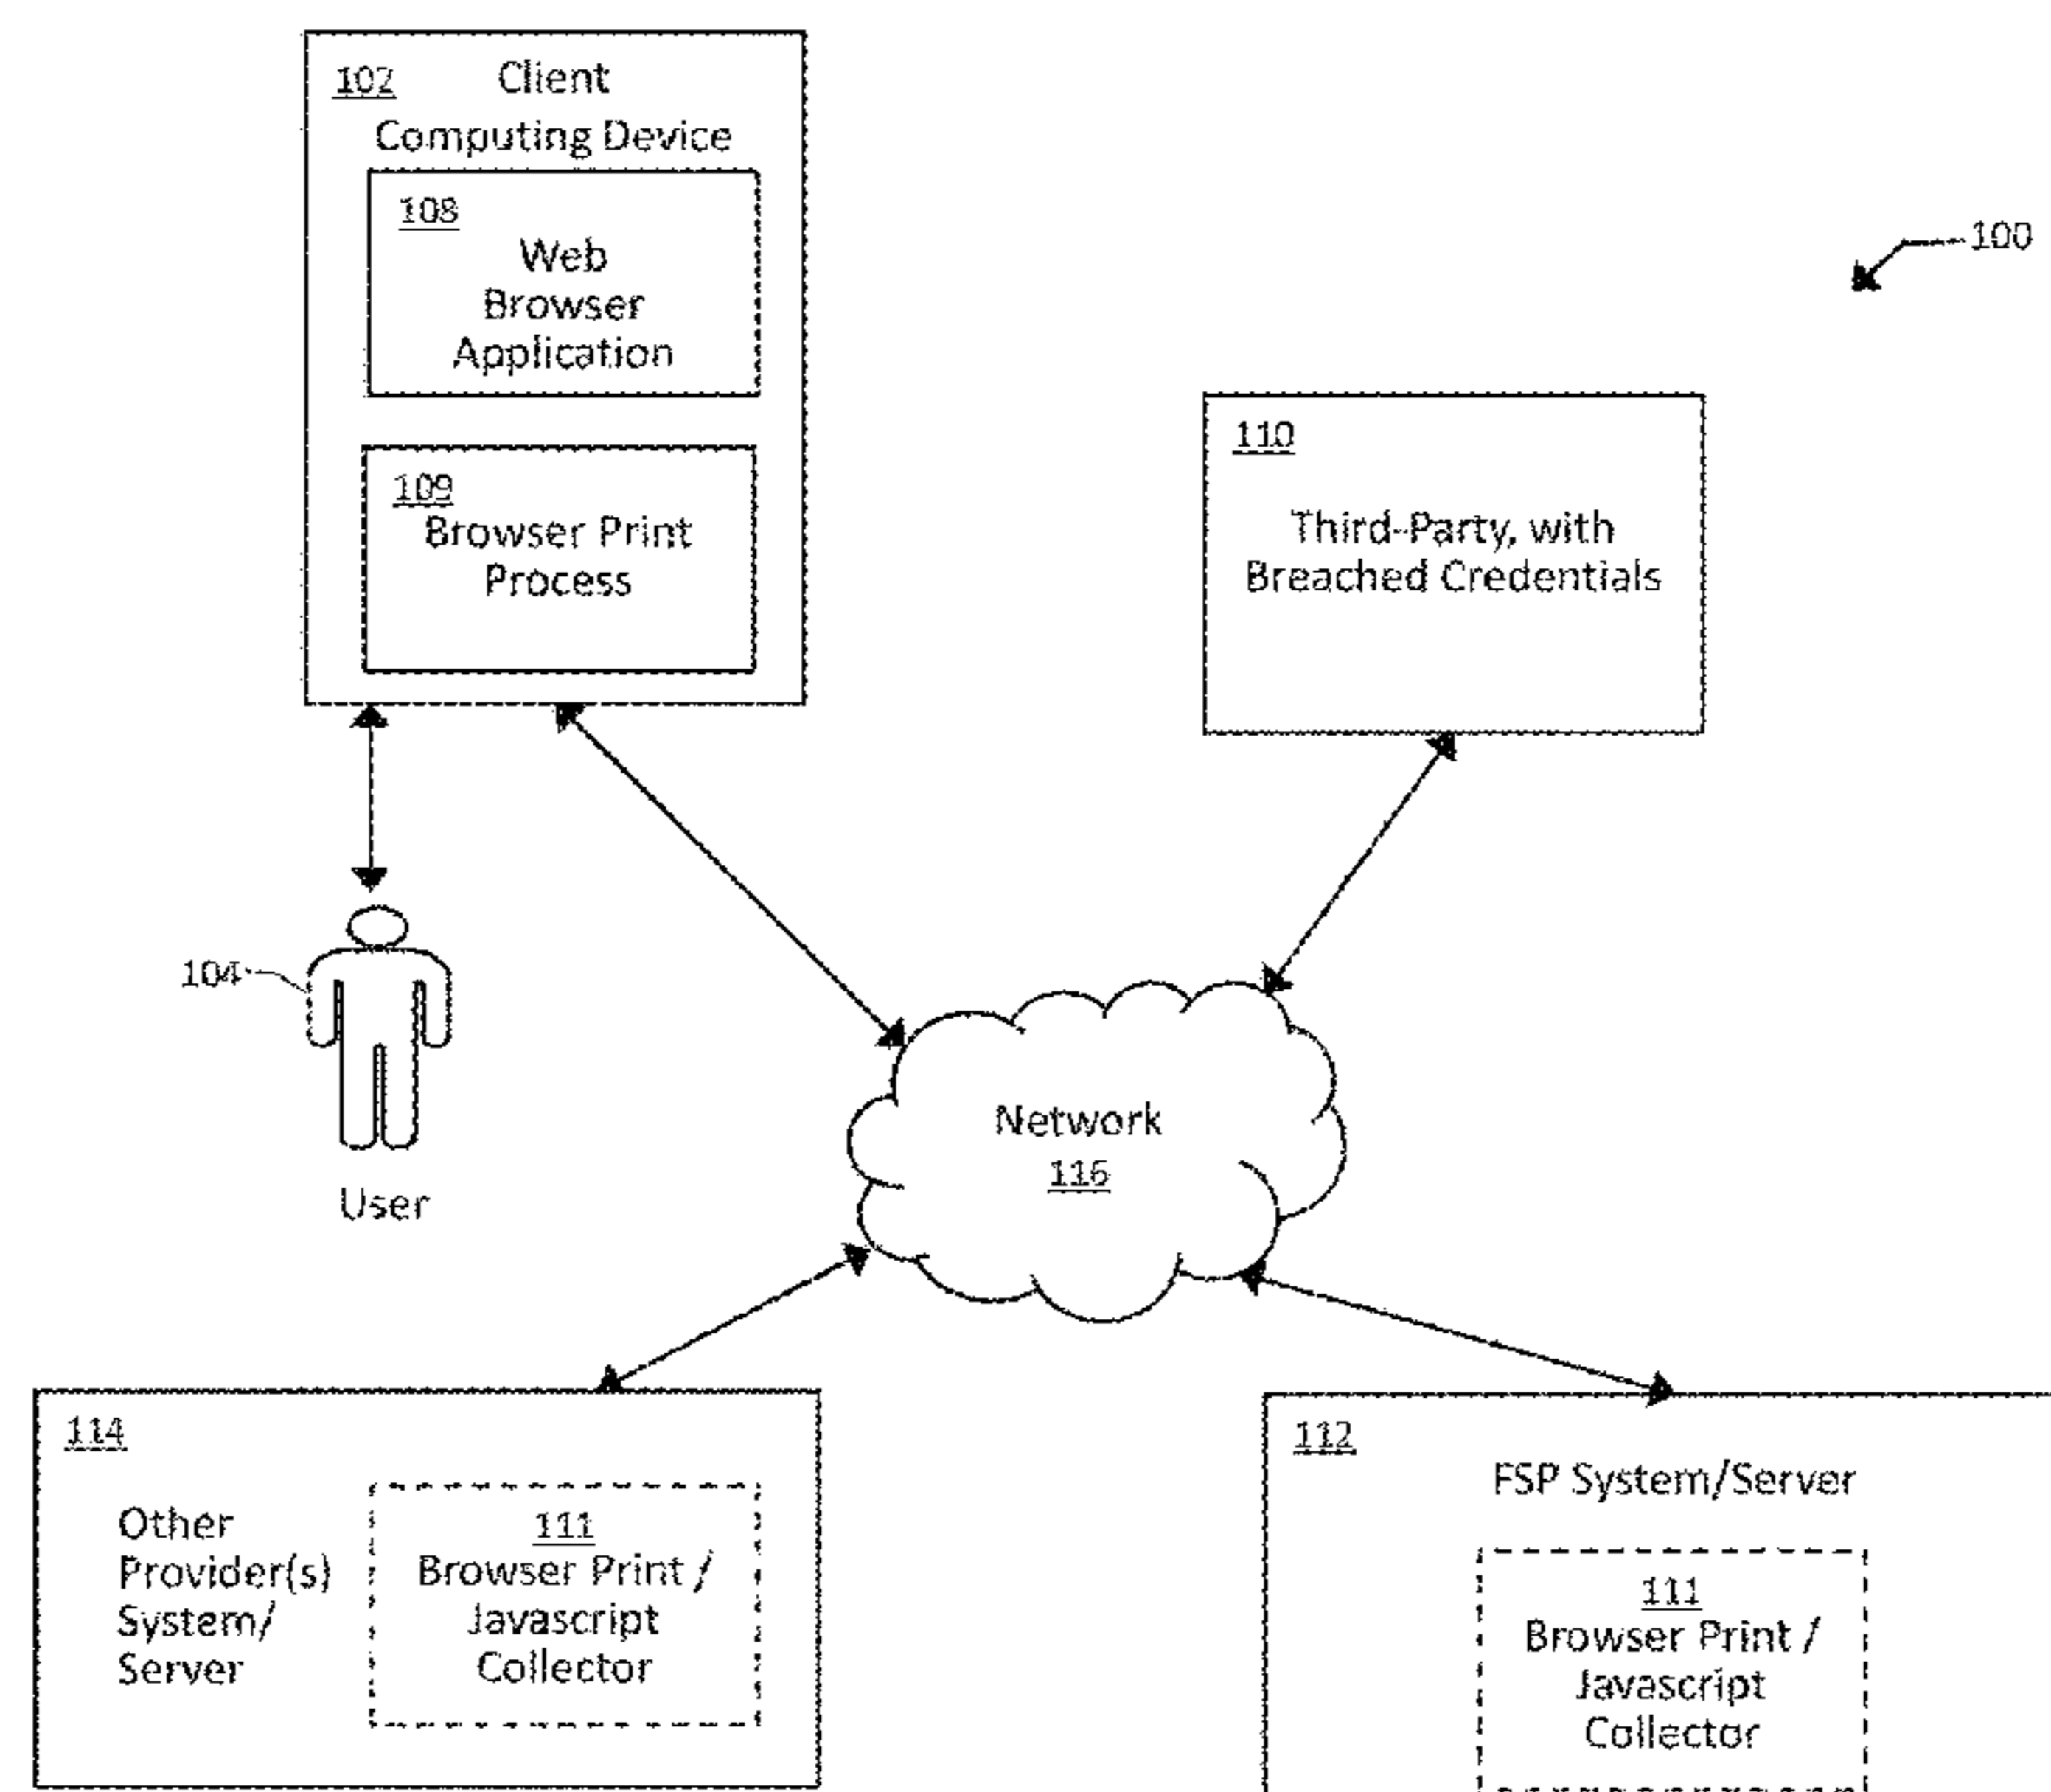 102 Client
Computing Device
108
Web
Browser
Application
109
Browser Print
Process
100
110
Third-Party, with
Breached Credentials
104
User
Network
116
114
Other
Provider(s)
System/
Server
111
Browser Print /
Javascript
Collector
112
FSP System/Server
111
Browser Print /
Javascript
Collector